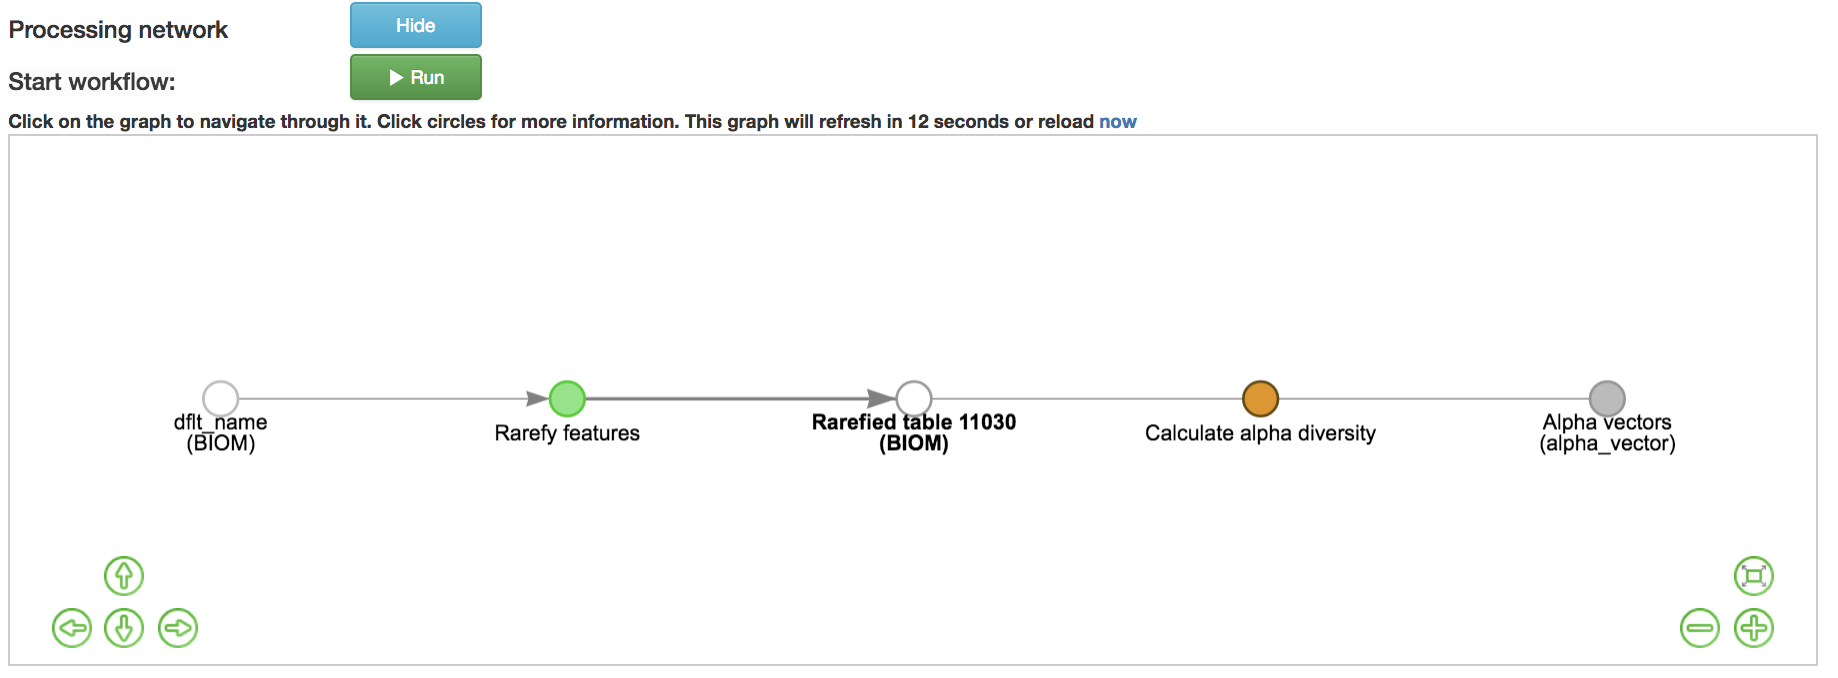 Processing network
Hide
Start workflow:
Run
Click on the graph to navigate through it. Click circles for more information. This graph will refresh in 12 seconds or reload now
dflt_name
(BIOM)
Rarefy features
Rarefied table 11030
(BIOM)
Calculate alpha diversity
Alpha vectors
(alpha_vector)